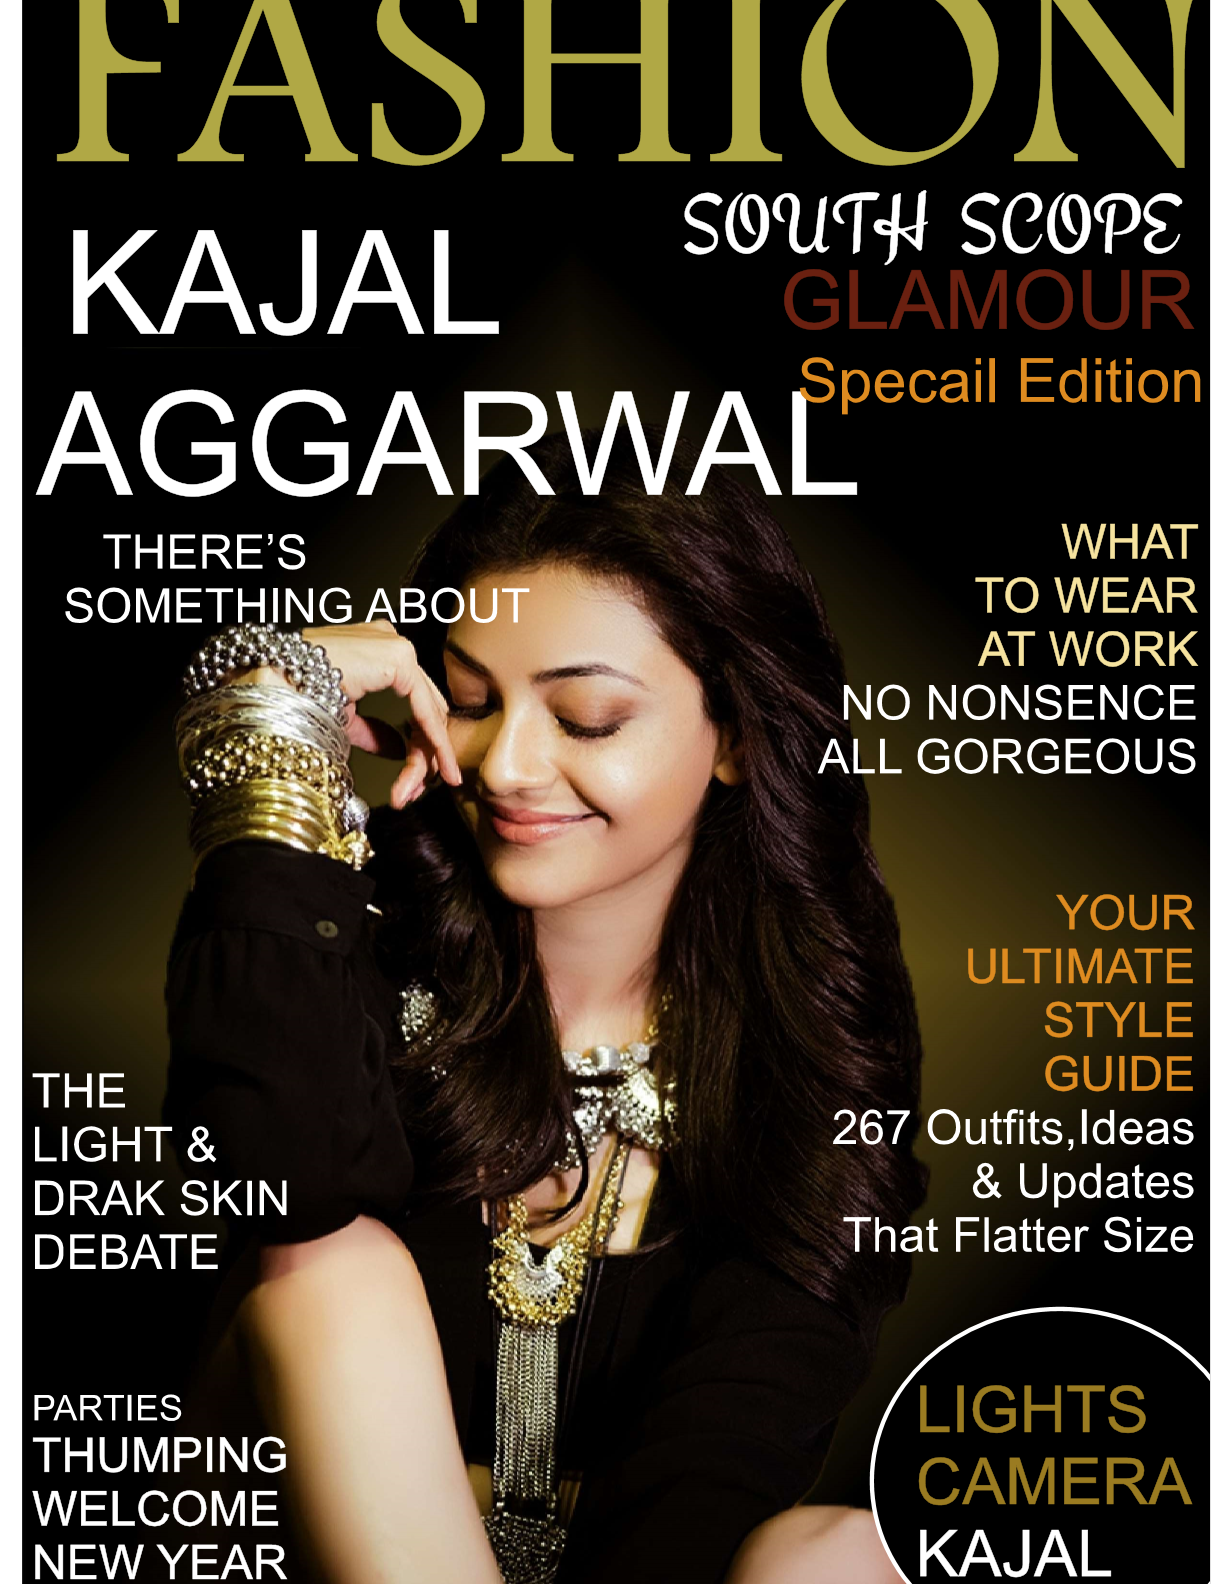 FASHION
SOUTH SCOPE
GLAMOUR
Specail Edition
KAJAL
AGGARWAL
THERE'S
SOMETHING ABOUT
WHAT
TO WEAR
AT WORK
NO NONSENCE
ALL GORGEOUS
YOUR
ULTIMATE
STYLE
GUIDE
267 Outfits,Ideas
& Updates
That Flatter Size
THE
LIGHT &
DRAK SKIN
DEBATE
PARTIES
THUMPING
WELCOME
NEW YEAR
LIGHTS
CAMERA
KAJAL